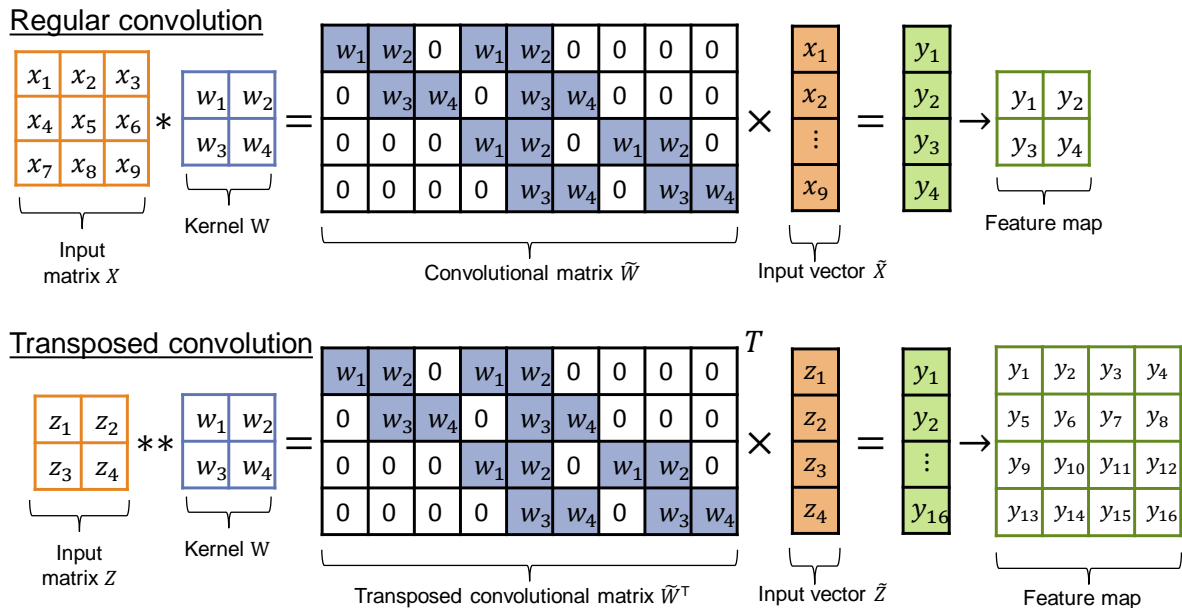 Regular convolution
x₁ x₂ x₃
x₄ x₅ x₆
x₇ x₈ x₉
*
w₁ w₂
w₃ w₄
=
w₁ w₂ 0 w₁ w₂ 0 0 0 0
0 w₃ w₄ 0 w₃ w₄ 0 0 0
0 0 0 w₁ w₂ 0 w₁ w₂ 0
0 0 0 0 w₃ w₄ 0 w₃ w₄
×
x₁
x₂
⋮
x₉
=
y₁
y₂
y₃
y₄
→
y₁ y₂
y₃ y₄
Input
matrix X
Kernel W
Convolutional matrix W̃
Input vector X̃
Feature map
Transposed convolution
z₁ z₂
z₃ z₄
**
w₁ w₂
w₃ w₄
=
w₁ w₂ 0 w₁ w₂ 0 0 0 0
0 w₃ w₄ 0 w₃ w₄ 0 0 0
0 0 0 w₁ w₂ 0 w₁ w₂ 0
0 0 0 0 w₃ w₄ 0 w₃ w₄
T
×
z₁
z₂
z₃
z₄
=
y₁
y₂
⋮
y₁₆
→
y₁ y₂ y₃ y₄
y₅ y₆ y₇ y₈
y₉ y₁₀ y₁₁ y₁₂
y₁₃ y₁₄ y₁₅ y₁₆
Input
matrix Z
Kernel W
Transposed convolutional matrix W̃ᵀ
Input vector Z̃
Feature map